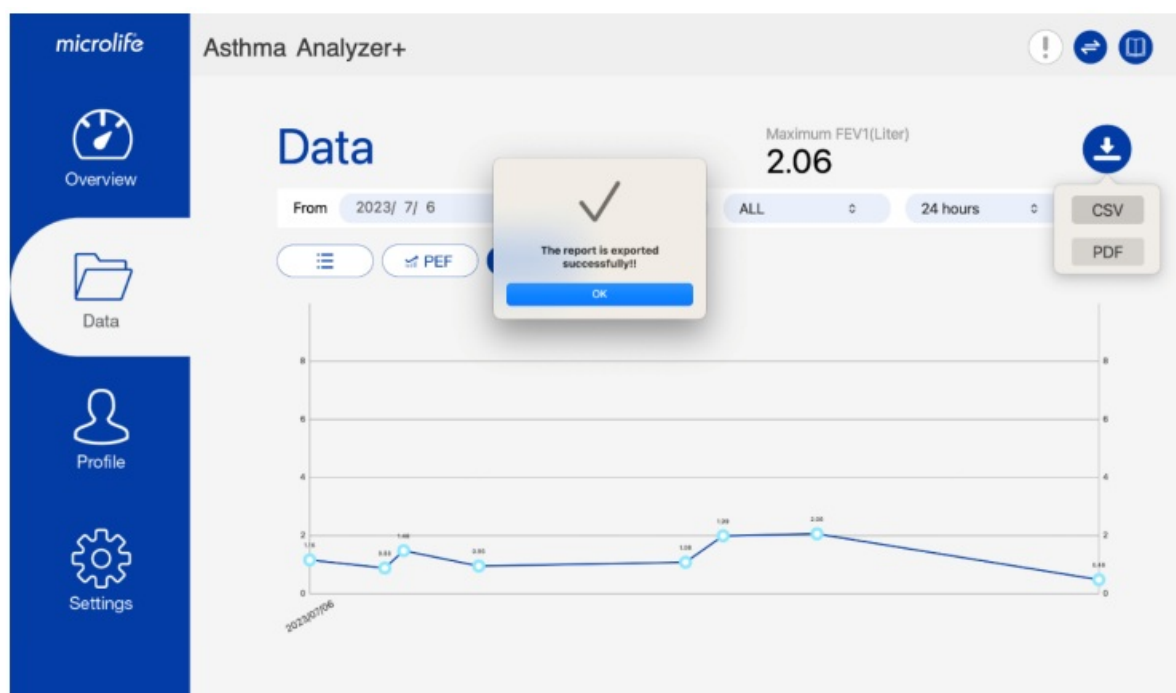 microlife
Asthma Analyzer+
Overview
Data
Profile
Settings
Data
Maximum FEV1(Liter)
2.06
From 2023/ 7/ 6
ALL
24 hours
CSV
PDF
PEF
The report is exported
successfully!!
OK
8 8
6 6
4 4
2 2
0 0
2.06
2023/07/06